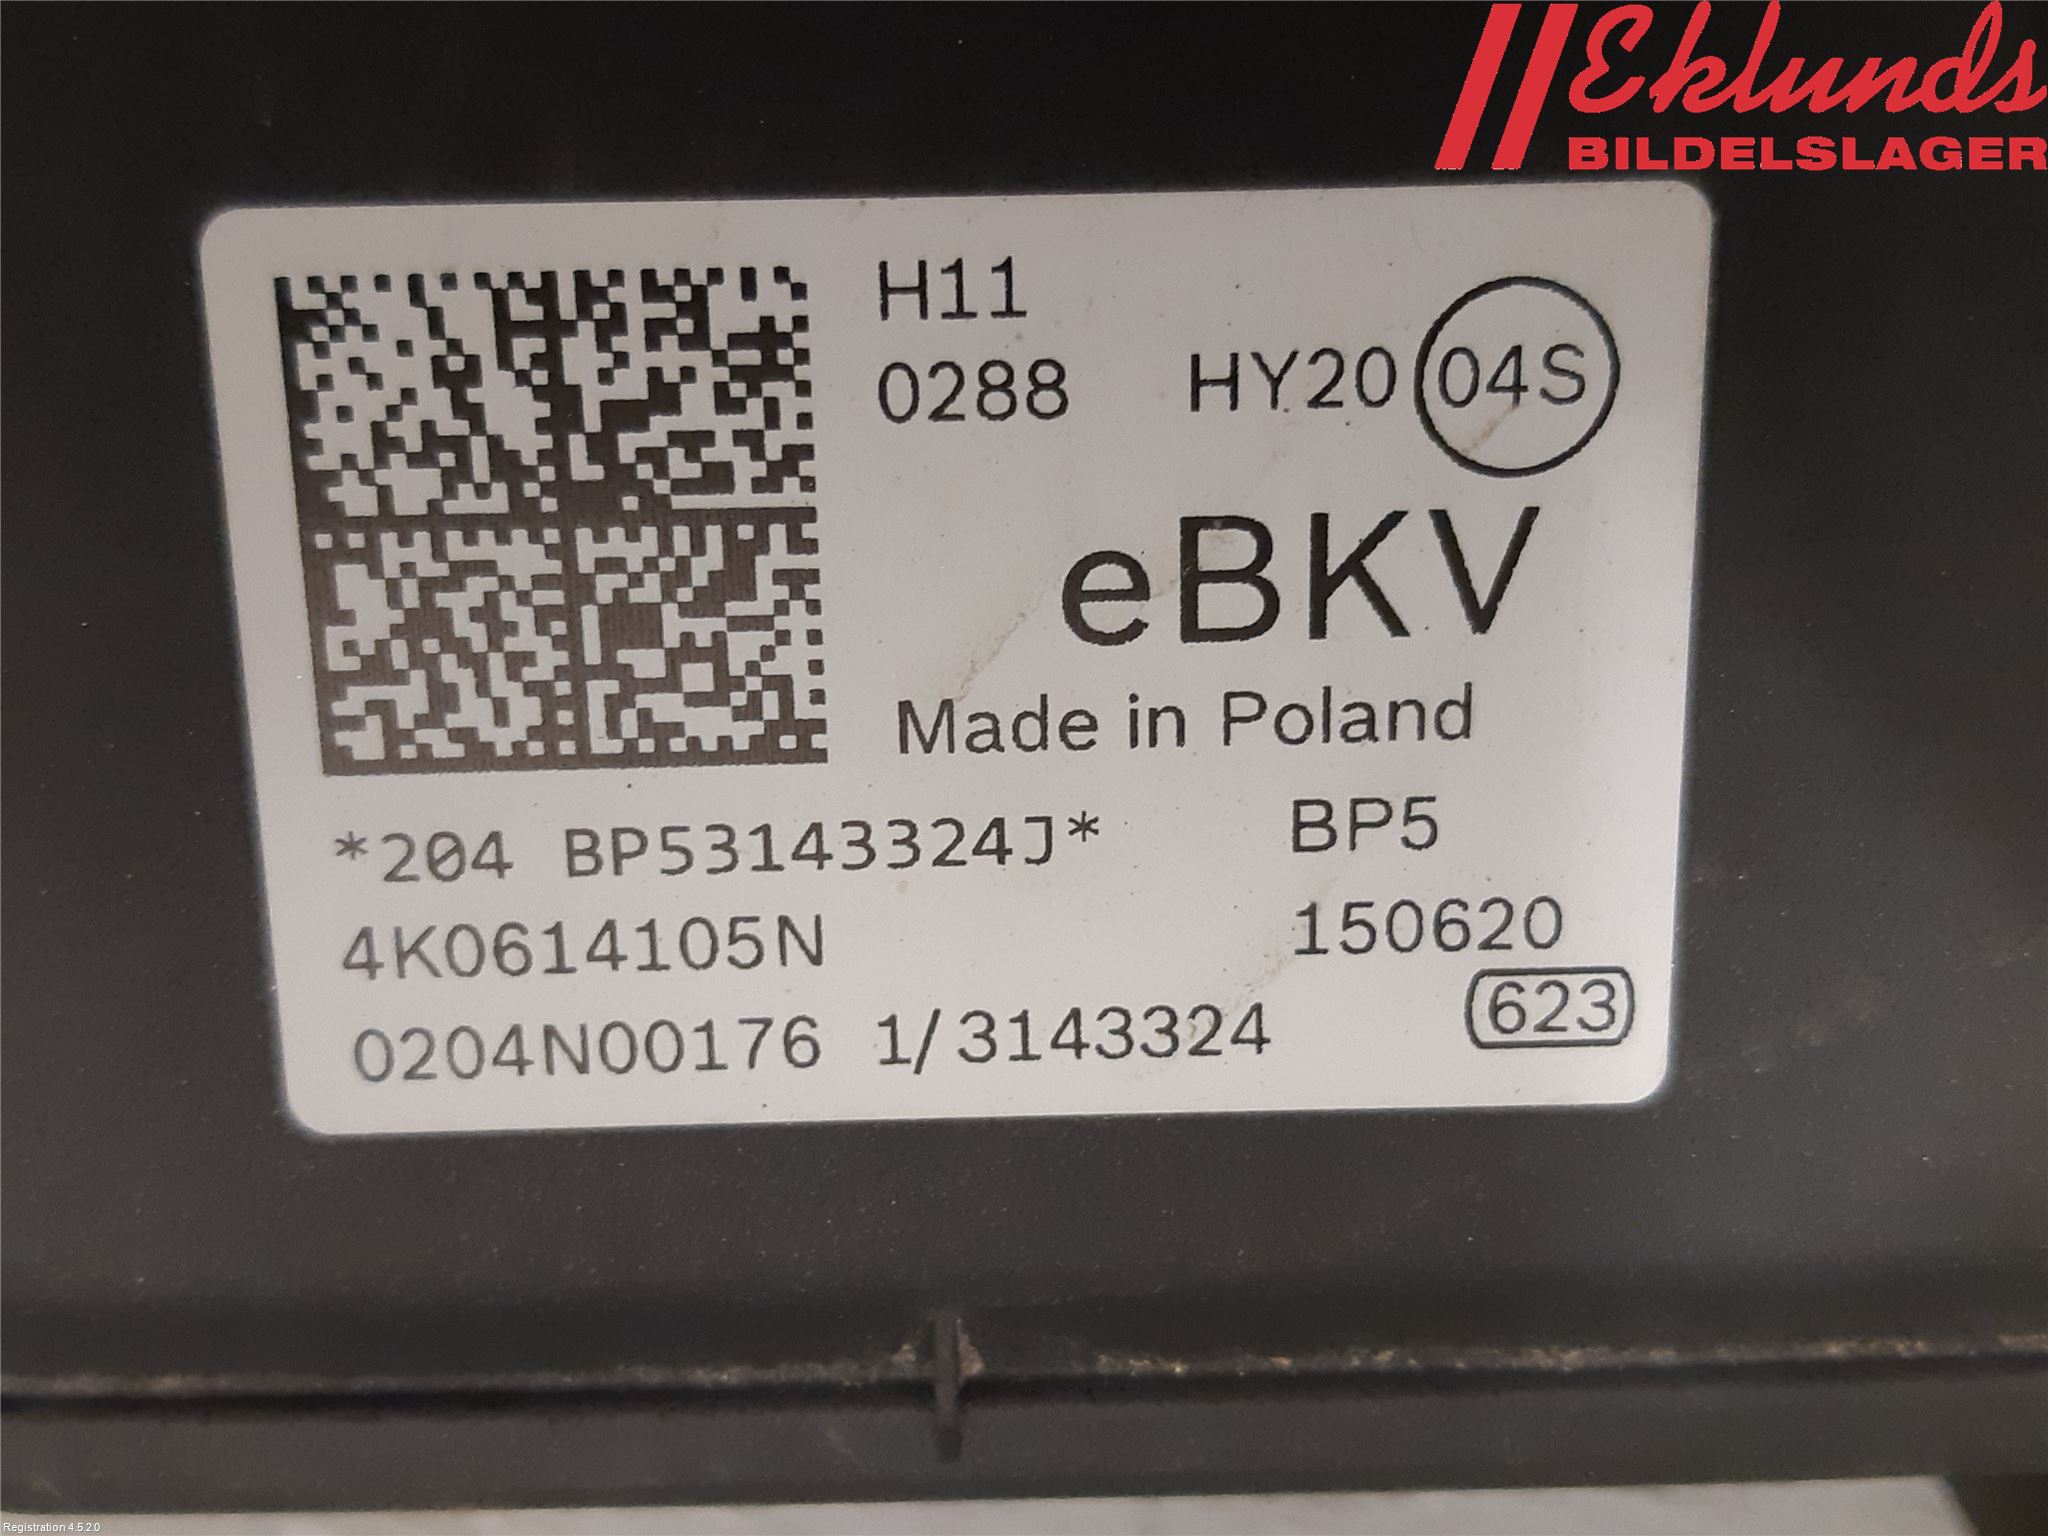 Eklunds
BILDELSLAGER
H11
0288 HY20 04S
eBKV
Made in Poland
*204 BP53143324J* BP5
4K0614105N 150620
0204N00176 1/3143324 623
Registration 4.5.2.0